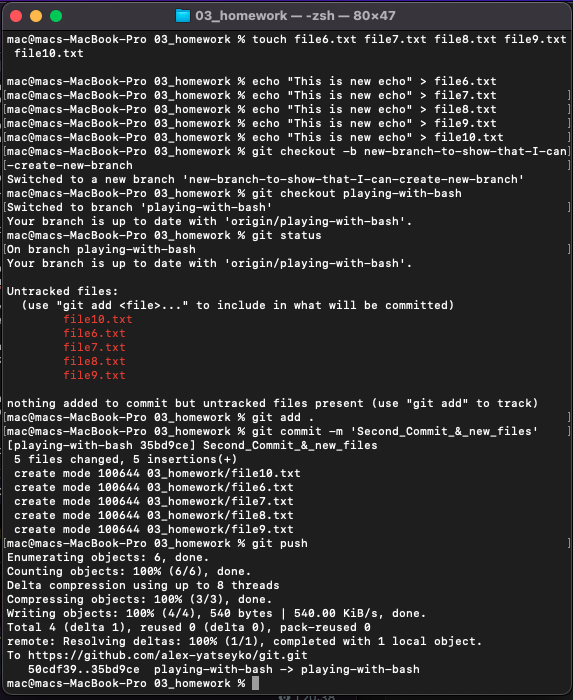 03_homework — -zsh — 80×47
mac@macs-MacBook-Pro 03_homework % touch file6.txt file7.txt file8.txt file9.txt
 file10.txt
mac@macs-MacBook-Pro 03_homework % echo "This is new echo" > file6.txt
[mac@macs-MacBook-Pro 03_homework % echo "This is new echo" > file7.txt ]
[mac@macs-MacBook-Pro 03_homework % echo "This is new echo" > file8.txt ]
[mac@macs-MacBook-Pro 03_homework % echo "This is new echo" > file9.txt ]
[mac@macs-MacBook-Pro 03_homework % echo "This is new echo" > file10.txt ]
[mac@macs-MacBook-Pro 03_homework % git checkout -b new-branch-to-show-that-I-can]
[-create-new-branch ]
Switched to a new branch 'new-branch-to-show-that-I-can-create-new-branch'
mac@macs-MacBook-Pro 03_homework % git checkout playing-with-bash
[Switched to branch 'playing-with-bash' ]
Your branch is up to date with 'origin/playing-with-bash'.
mac@macs-MacBook-Pro 03_homework % git status
[On branch playing-with-bash ]
Your branch is up to date with 'origin/playing-with-bash'.
Untracked files:
  (use "git add <file>..." to include in what will be committed)
        file10.txt
        file6.txt
        file7.txt
        file8.txt
        file9.txt
nothing added to commit but untracked files present (use "git add" to track)
[mac@macs-MacBook-Pro 03_homework % git add . ]
[mac@macs-MacBook-Pro 03_homework % git commit -m 'Second_Commit_&_new_files' ]
[playing-with-bash 35bd9ce] Second_Commit_&_new_files
 5 files changed, 5 insertions(+)
 create mode 100644 03_homework/file10.txt
 create mode 100644 03_homework/file6.txt
 create mode 100644 03_homework/file7.txt
 create mode 100644 03_homework/file8.txt
 create mode 100644 03_homework/file9.txt
[mac@macs-MacBook-Pro 03_homework % git push ]
Enumerating objects: 6, done.
Counting objects: 100% (6/6), done.
Delta compression using up to 8 threads
Compressing objects: 100% (3/3), done.
Writing objects: 100% (4/4), 540 bytes | 540.00 KiB/s, done.
Total 4 (delta 1), reused 0 (delta 0), pack-reused 0
remote: Resolving deltas: 100% (1/1), completed with 1 local object.
To https://github.com/alex-yatseyko/git.git
   50cdf39..35bd9ce  playing-with-bash -> playing-with-bash
mac@macs-MacBook-Pro 03_homework %